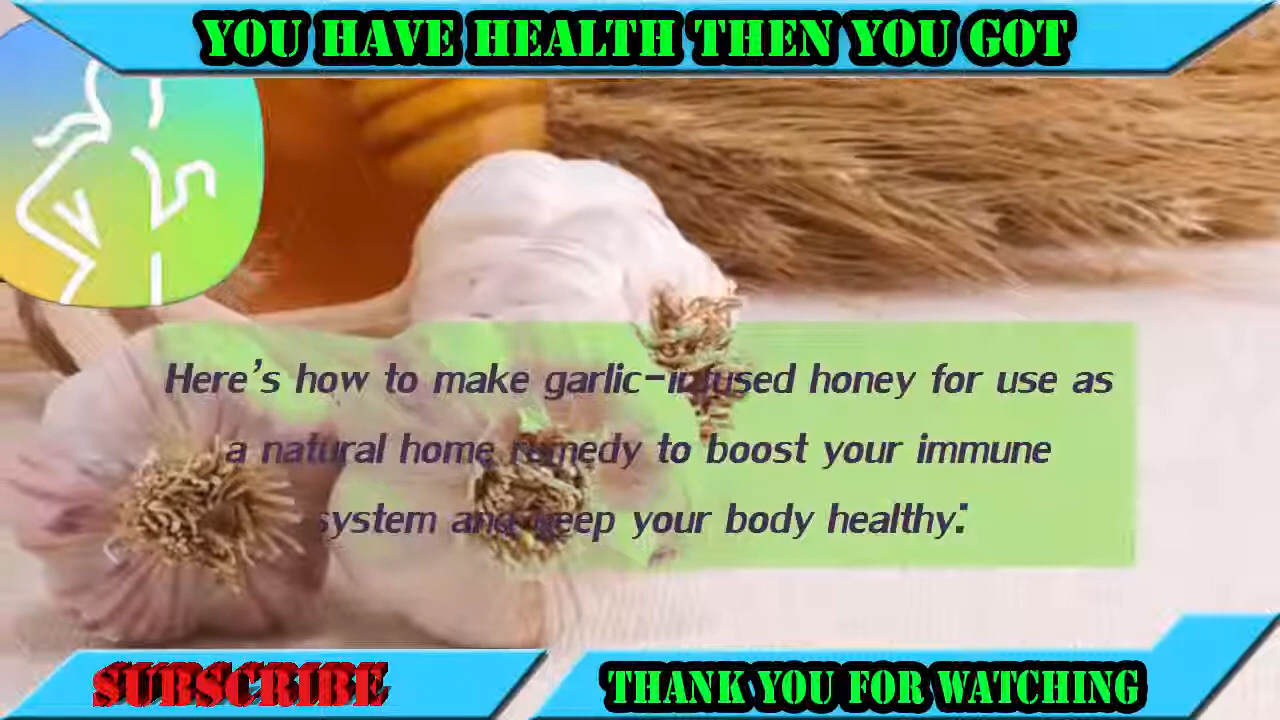 YOU HAVE HEALTH THEN YOU GOT
Here's how to make garlic-infused honey for use as
a natural home remedy to boost your immune
system and keep your body healthy:
SUBSCRIBE
THANK YOU FOR WATCHING